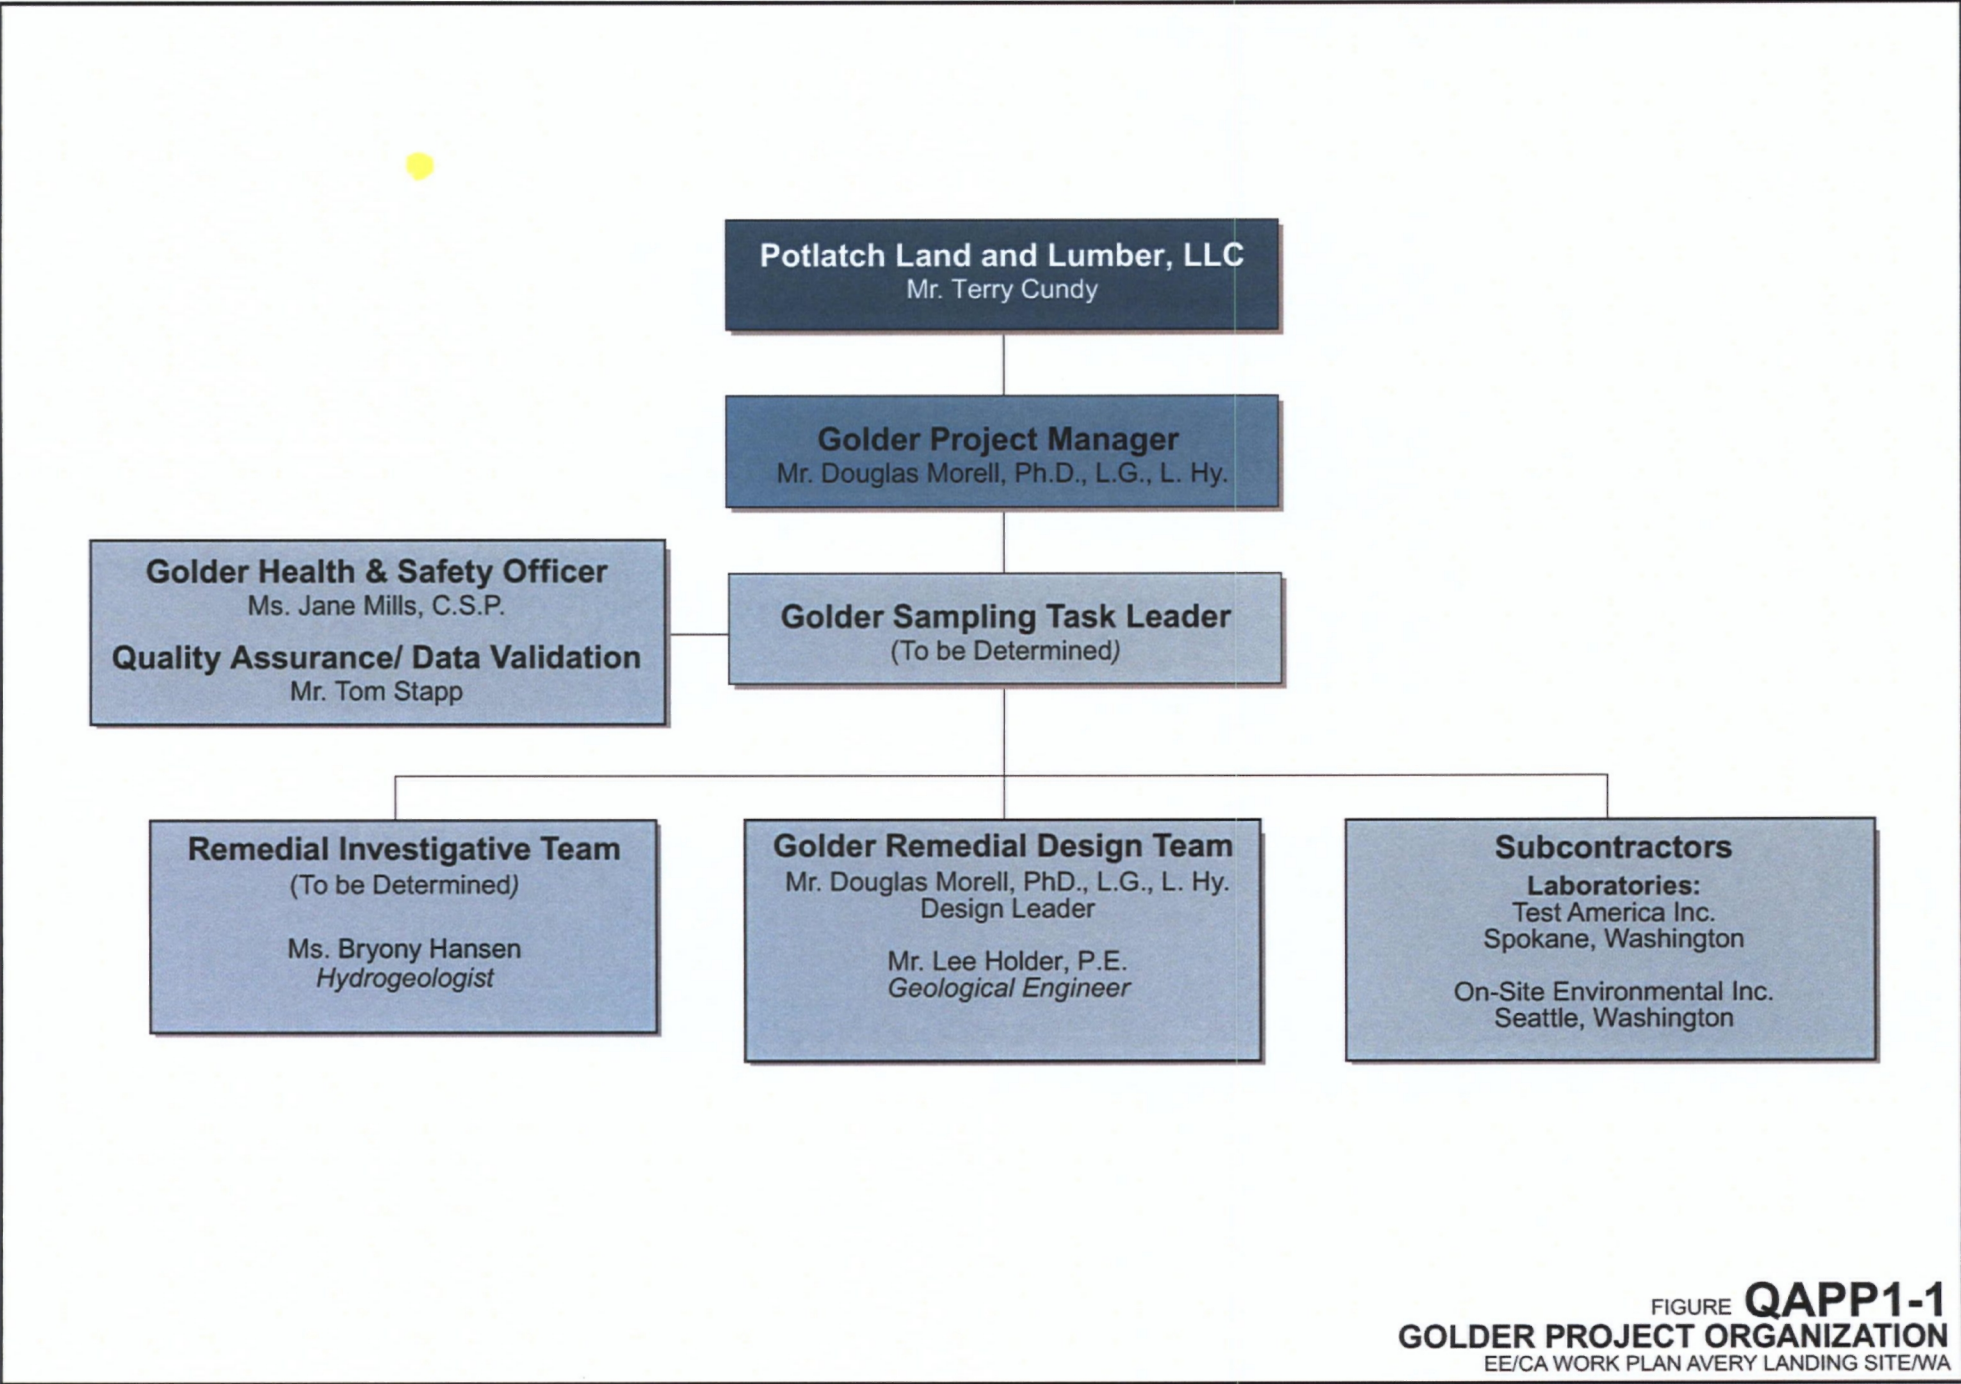 Potlatch Land and Lumber, LLC
Mr. Terry Cundy
Golder Project Manager
Mr. Douglas Morell, Ph.D., L.G., L. Hy.
Golder Health & Safety Officer
Ms. Jane Mills, C.S.P.
Quality Assurance/ Data Validation
Mr. Tom Stapp
Golder Sampling Task Leader
(To be Determined)
Remedial Investigative Team
(To be Determined)
Ms. Bryony Hansen
Hydrogeologist
Golder Remedial Design Team
Mr. Douglas Morell, PhD., L.G., L. Hy.
Design Leader
Mr. Lee Holder, P.E.
Geological Engineer
Subcontractors
Laboratories:
Test America Inc.
Spokane, Washington
On-Site Environmental Inc.
Seattle, Washington
FIGURE QAPP1-1
GOLDER PROJECT ORGANIZATION
EE/CA WORK PLAN AVERY LANDING SITE/WA